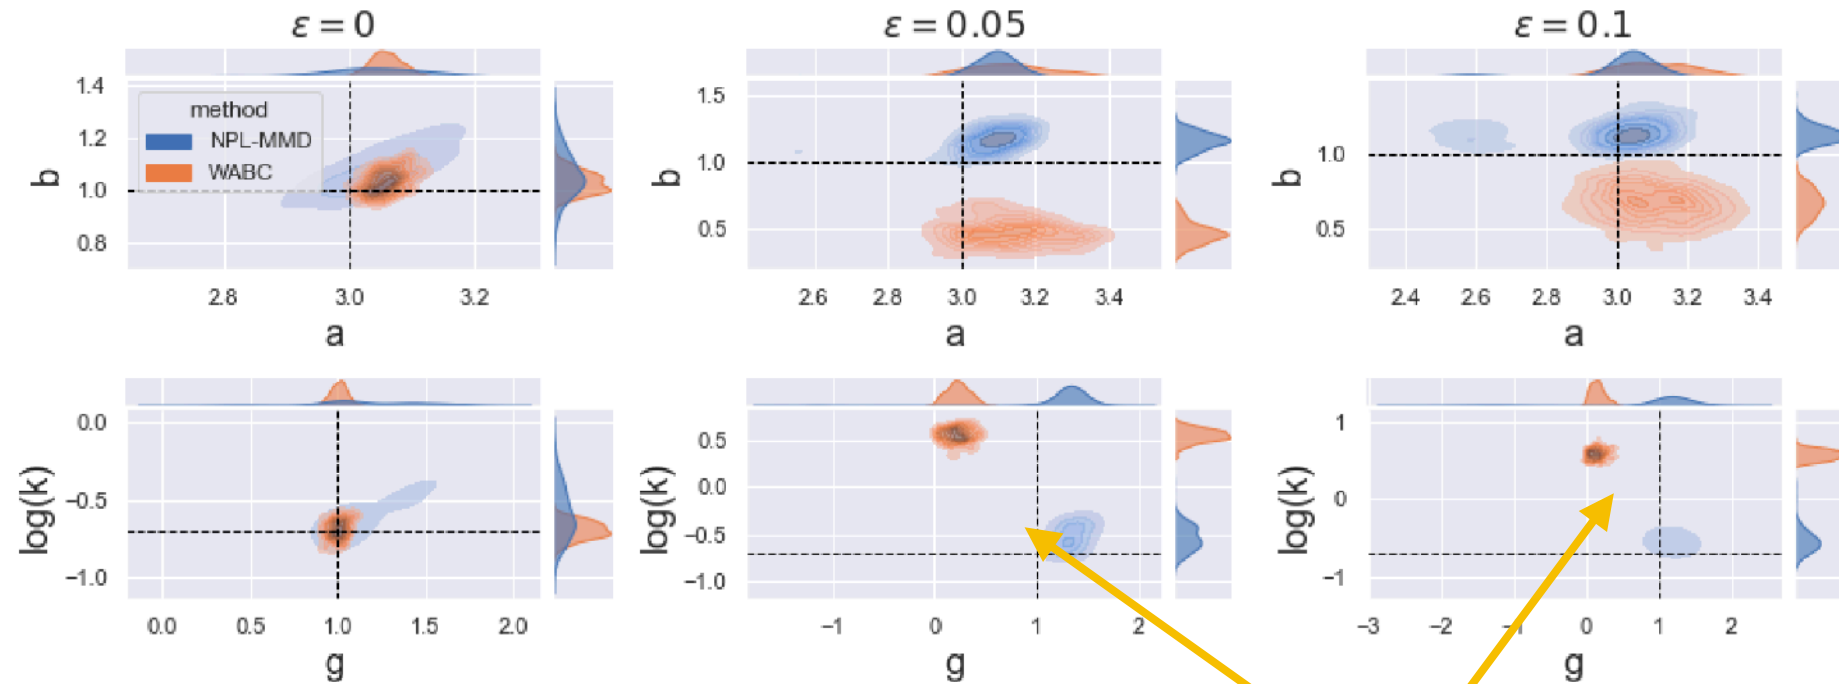 ε = 0
ε = 0.05
ε = 0.1
method
NPL-MMD
WABC
b
1.4
1.2
1.0
0.8
2.8 3.0 3.2
a
b
1.5
1.0
0.5
2.6 2.8 3.0 3.2 3.4
a
b
1.0
0.5
2.4 2.6 2.8 3.0 3.2 3.4
a
log(k)
0.0
−0.5
−1.0
0.0 0.5 1.0 1.5 2.0
g
log(k)
0.5
0.0
−0.5
−1.0
−1 0 1 2
g
log(k)
1
0
−1
−3 −2 −1 0 1 2
g